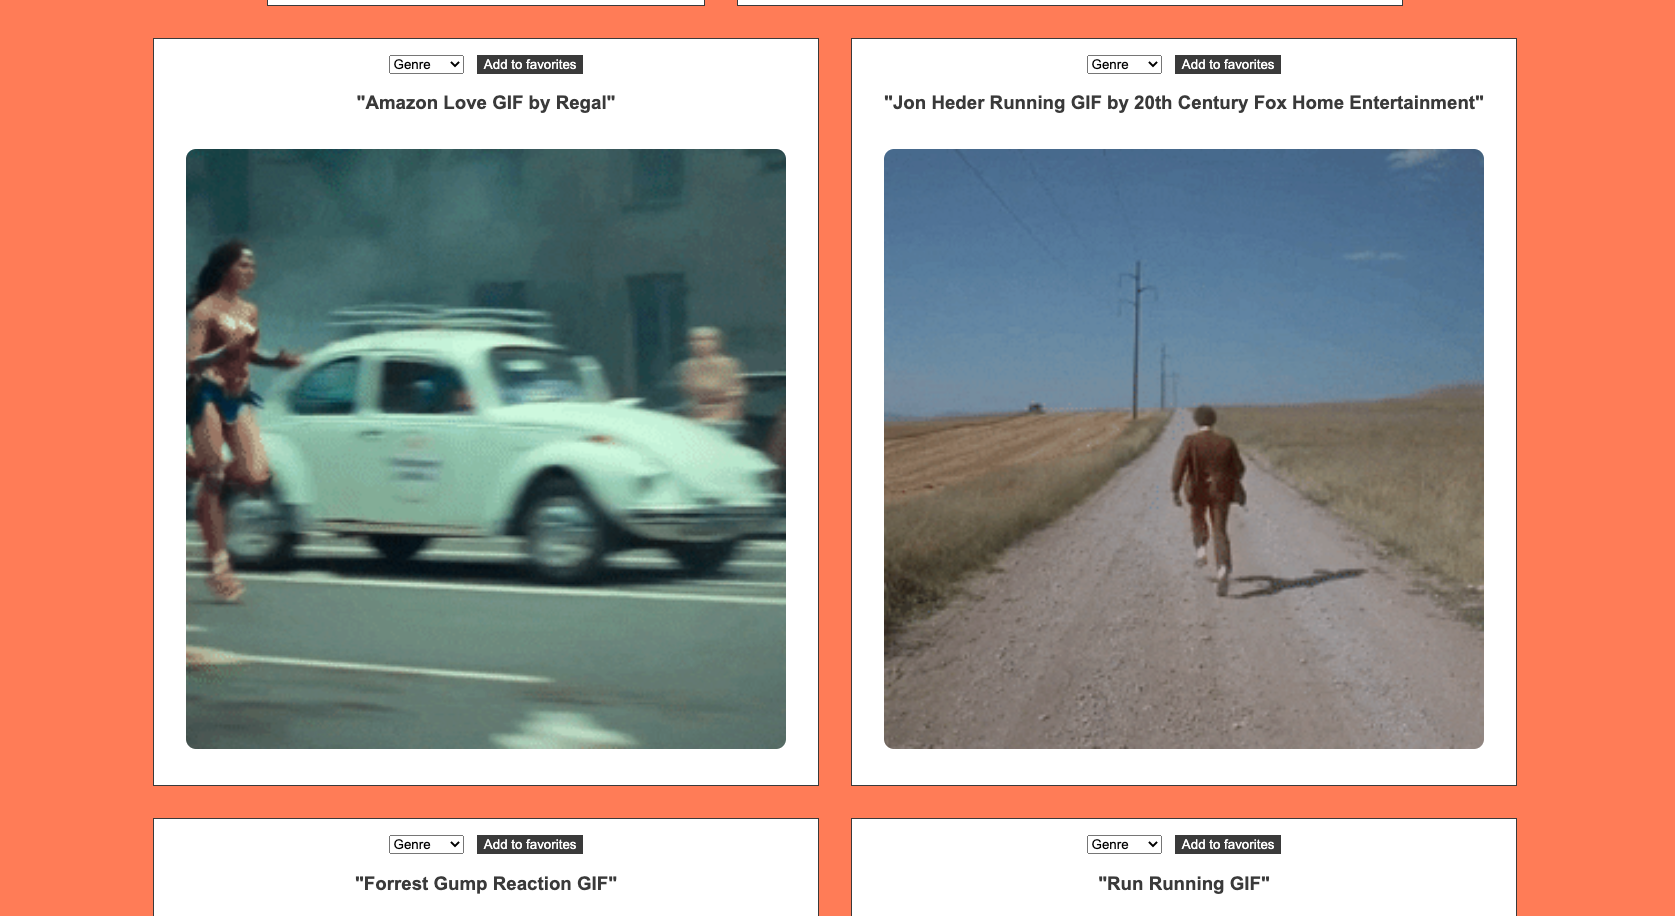 Genre Add to favorites
"Amazon Love GIF by Regal"
Genre Add to favorites
"Jon Heder Running GIF by 20th Century Fox Home Entertainment"
Genre Add to favorites
"Forrest Gump Reaction GIF"
Genre Add to favorites
"Run Running GIF"